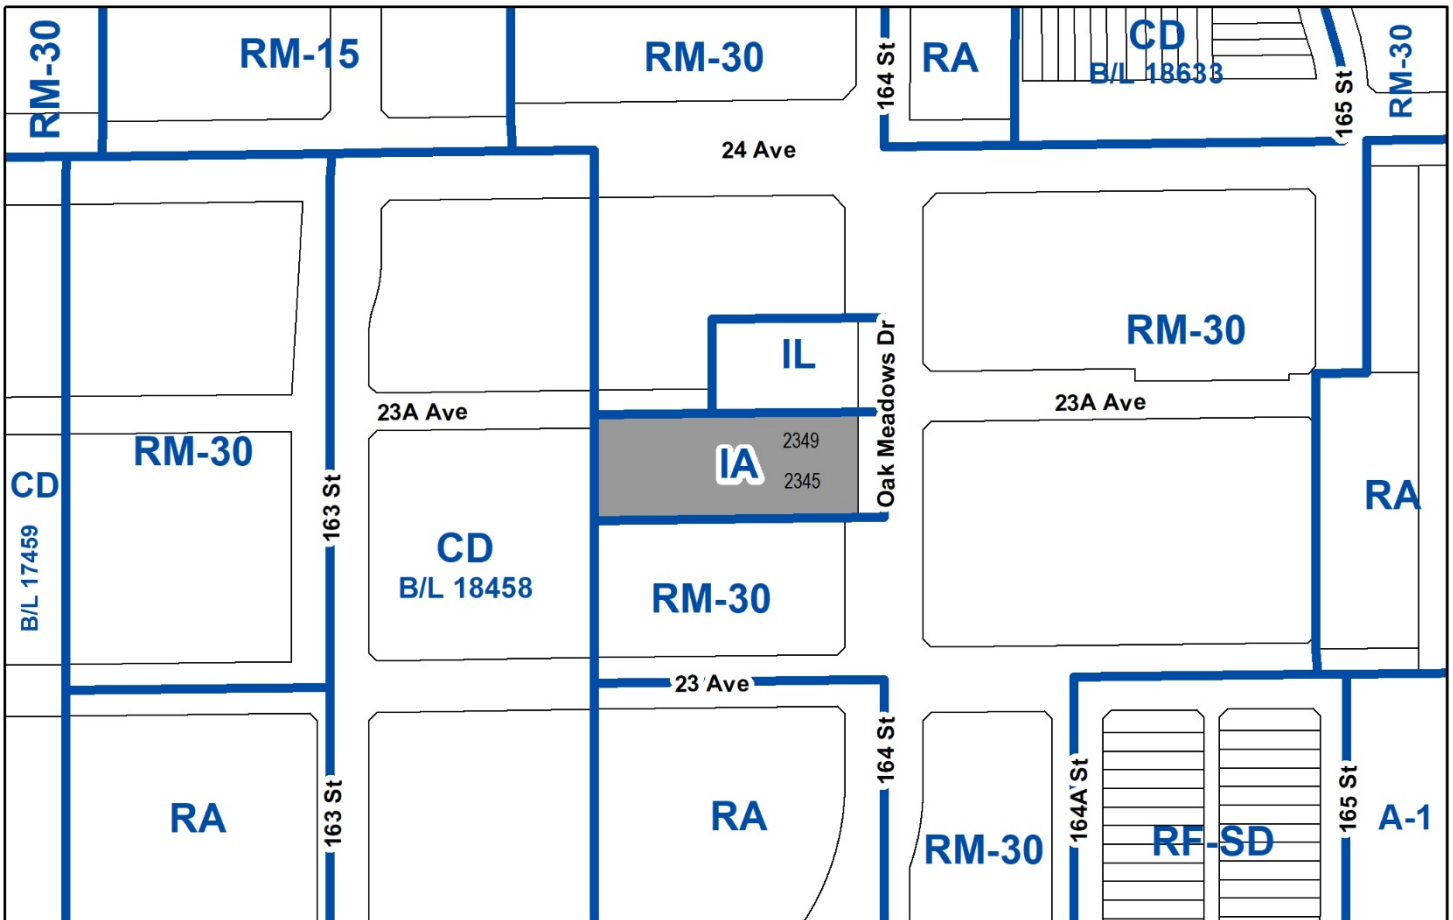 RM-30
RM-15
RM-30
164 St
RA
CD
B/L 18633
165 St
RM-30
24 Ave
IL
Oak Meadows Dr
RM-30
23A Ave
23A Ave
RM-30
CD
B/L 17459
163 St
IA
2349
2345
RA
CD
B/L 18458
RM-30
23 Ave
164 St
RA
163 St
RA
RM-30
164A St
RF-SD
165 St
A-1